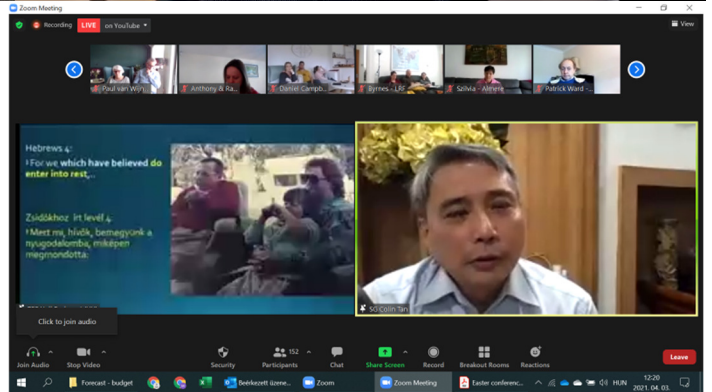 Zoom Meeting
Recording
LIVE
on YouTube
View
Paul van Wijn...
Anthony & Ra...
Daniel Campb...
Byrnes - LRF
Szilvia - Almere
Patrick Ward -...
Hebrews 4:
3 For we which have believed do
enter into rest,..
Zsidókhoz írt levél 4
3 Mert mi, hívők, bemegyünk a
nyugodalomba, miképen
megmondotta:
SG Colin Tan
Click to join audio
Join Audio
Stop Video
Security
Participants
152
Chat
Share Screen
Record
Breakout Rooms
Reactions
Leave
Forecast - budget
Beérkezett üzene...
Zoom
Zoom Meeting
Easter conferenc...
HUN
12:20
2021. 04. 03.